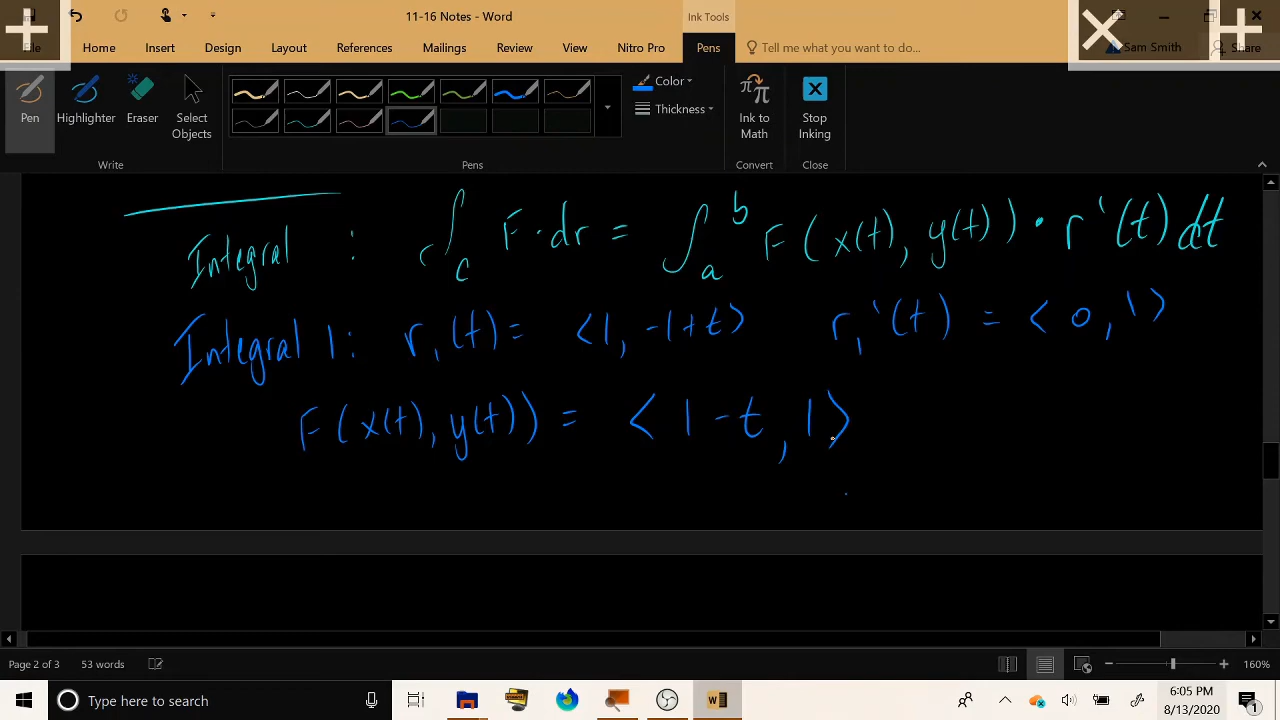 11-16 Notes - Word
Ink Tools
File Home Insert Design Layout References Mailings Review View Nitro Pro Pens Tell me what you want to do... Sam Smith Share
Pen Highlighter Eraser Select Objects
Color
Thickness
Ink to Math
Stop Inking
Write Pens Convert Close
Integral : ∫_c F·dr = ∫_a^b F(x(t), y(t)) · r'(t) dt
Integral 1: r₁(t) = <1, -1+t> r₁'(t) = <0, 1>
F(x(t), y(t)) = <1-t, 1>
Page 2 of 3 53 words 160%
Type here to search
6:05 PM
8/13/2020
1